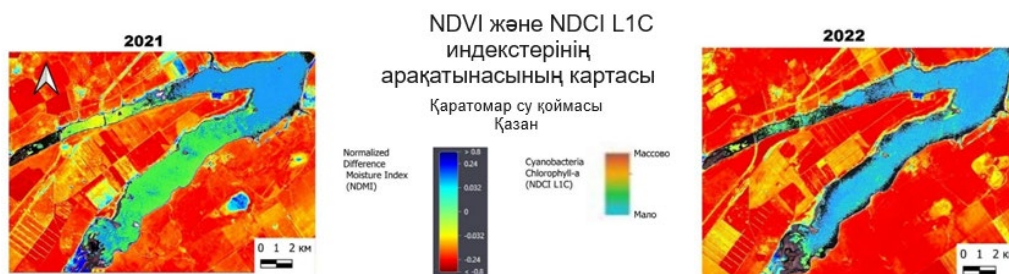 2021
NDVI және NDCI L1C
индекстерінің
арақатынасының картасы
Қаратомар су қоймасы
Қазан
Normalized
Difference
Moisture Index
(NDMI)
> 0.8
0.24
0.032
0
-0.032
-0.24
< -0.8
Cyanobacteria
Chlorophyll-a
(NDCI L1C)
Массово
Мало
2022
0 1 2 км
0 1 2 к